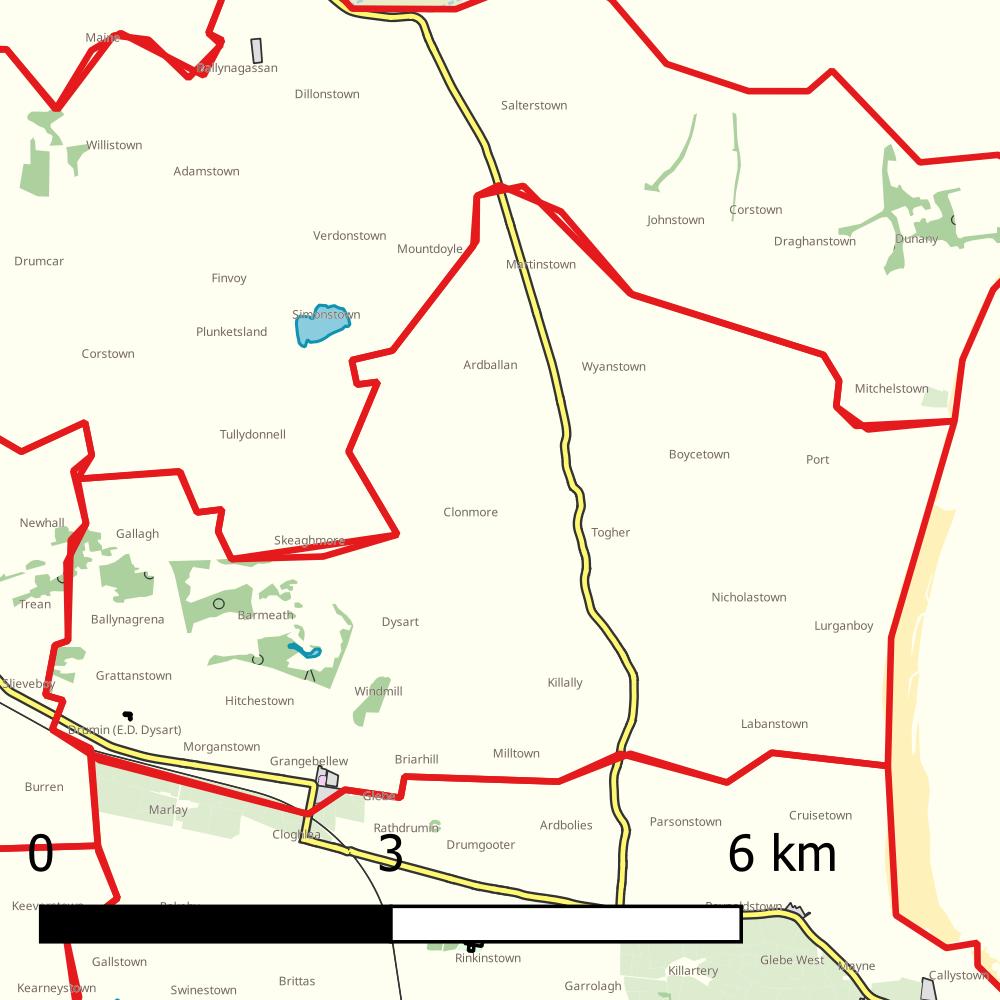 Maine
Ballynagassan
Dillonstown
Salterstown
Willistown
Adamstown
Corstown
Johnstown
Verdonstown
Draghanstown
Dunany
Mountdoyle
Drumcar
Martinstown
Finvoy
Simonstown
Plunketsland
Corstown
Ardballan
Wyanstown
Mitchelstown
Tullydonnell
Boycetown
Port
Clonmore
Newhall
Gallagh
Togher
Skeaghmore
Nicholastown
Trean
Barmeath
Ballynagrena
Dysart
Lurganboy
Grattanstown
Slieveboy
Killally
Windmill
Hitchestown
Labanstown
Drumin (E.D. Dysart)
Morganstown
Milltown
Grangebellew
Briarhill
Burren
Glebe
Marlay
Cruisetown
Parsonstown
Ardbolies
Rathdrumin
Cloghlea
Drumgooter
0 3 6 km
Reynoldstown
Rinkinstown
Glebe West
Gallstown
Mayne
Killartery
Callystown
Brittas
Garrolagh
Kearneystown
Swinestown